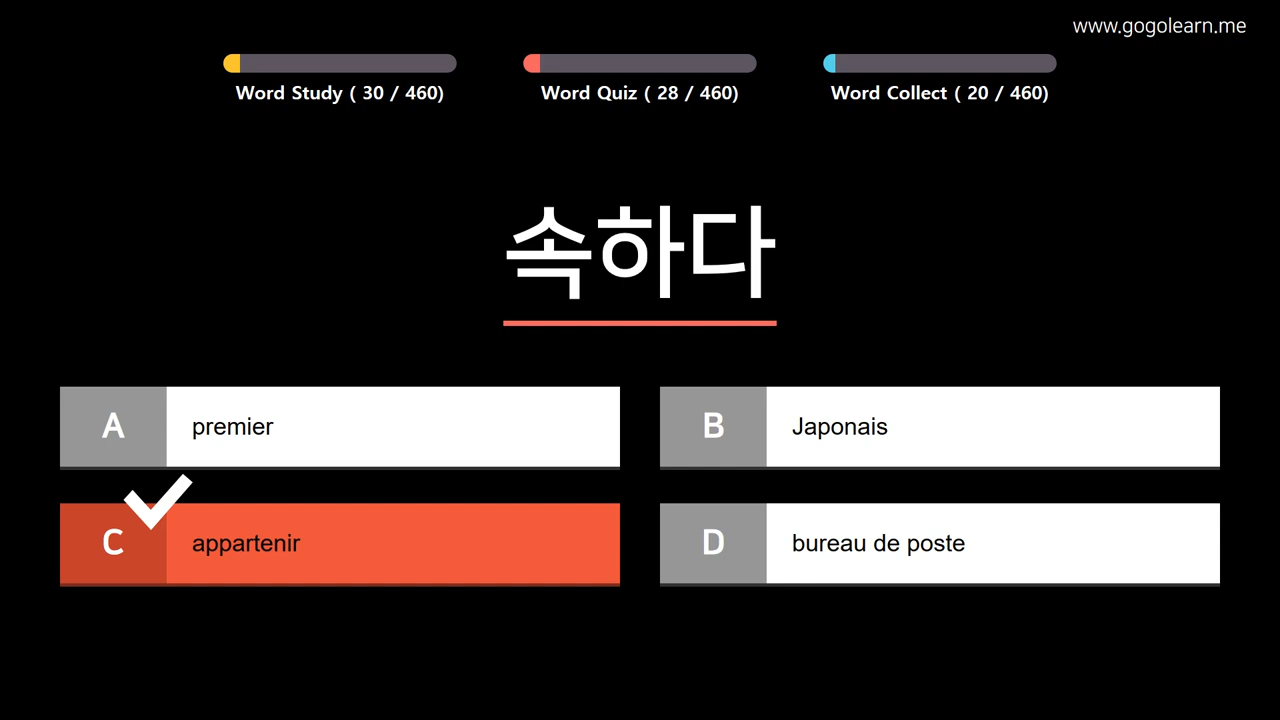 www.gogolearn.me
Word Study ( 30 / 460)
Word Quiz ( 28 / 460)
Word Collect ( 20 / 460)
속하다
A premier
B Japonais
C appartenir
D bureau de poste